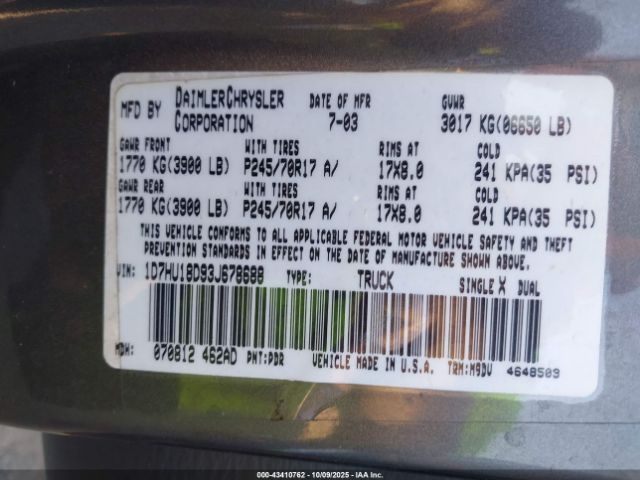 MFD BY DAIMLERCHRYSLER CORPORATION DATE OF MFR 7-03 GVWR 3017 KG(06650 LB)
GAWR FRONT WITH TIRES RIMS AT COLD
1770 KG(3900 LB) P245/70R17 A/ 17X8.0 241 KPA(35 PSI)
GAWR REAR WITH TIRES RIMS AT COLD
1770 KG(3900 LB) P245/70R17 A/ 17X8.0 241 KPA(35 PSI)
THIS VEHICLE CONFORMS TO ALL APPLICABLE FEDERAL MOTOR VEHICLE SAFETY AND THEFT
PREVENTION STANDARDS IN EFFECT ON THE DATE OF MANUFACTURE SHOWN ABOVE.
VIN: 1D7HU18D93J678688 TYPE: TRUCK SINGLE X DUAL
MDH: 070812 462AD PNT:PDR VEHICLE MADE IN U.S.A. TRM:M9DV 4648509
000-43410762 - 10/09/2025 - IAA Inc.